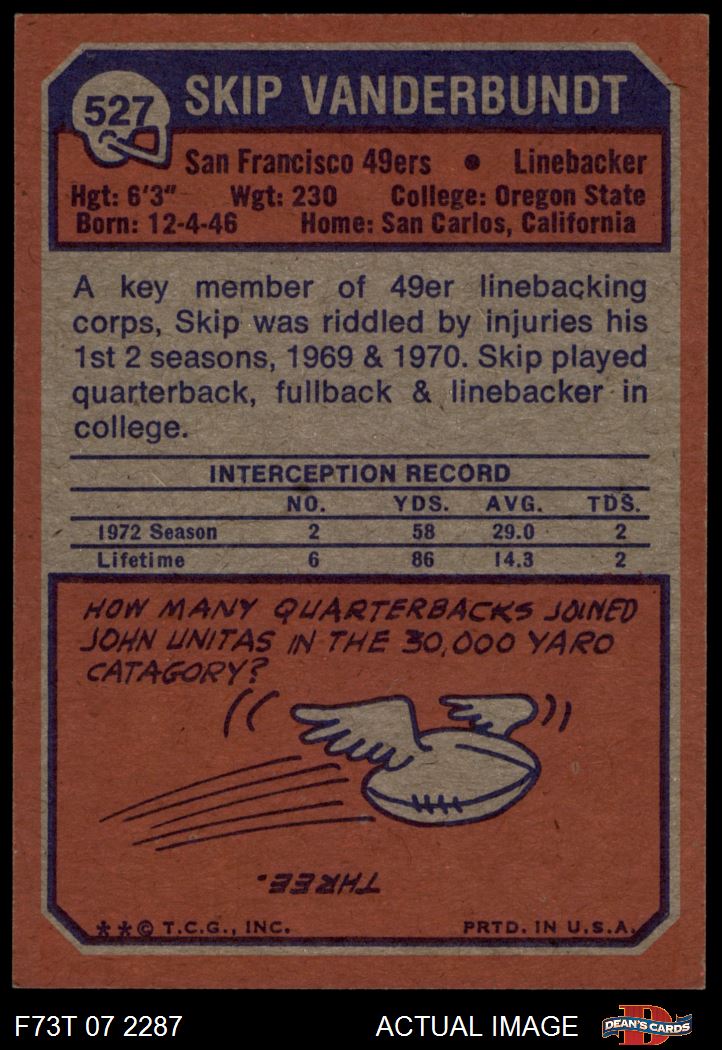 527
SKIP VANDERBUNDT
San Francisco 49ers • Linebacker
Hgt: 6'3" Wgt: 230 College: Oregon State
Born: 12-4-46 Home: San Carlos, California
A key member of 49er linebacking
corps, Skip was riddled by injuries his
1st 2 seasons, 1969 & 1970. Skip played
quarterback, fullback & linebacker in
college.
INTERCEPTION RECORD
NO. YDS. AVG. TDS.
1972 Season 2 58 29.0 2
Lifetime 6 86 14.3 2
HOW MANY QUARTERBACKS JOINED
JOHN UNITAS IN THE 30,000 YARD
CATAGORY?
THREE.
**© T.C.G., INC. PRTD. IN U.S.A.
F73T 07 2287 ACTUAL IMAGE D DEAN'S CARDS